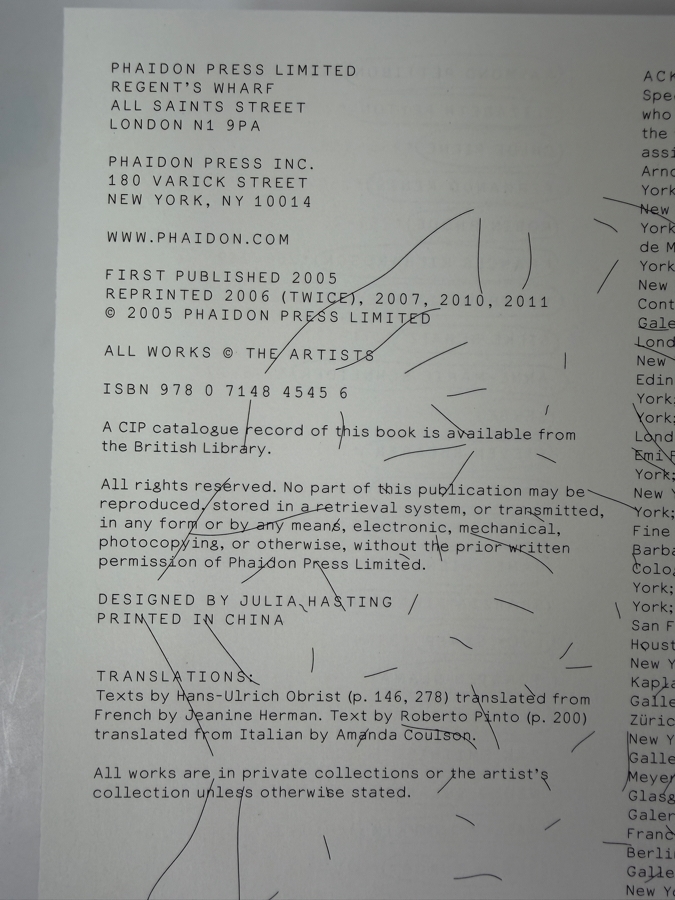 PHAIDON PRESS LIMITED
REGENT'S WHARF
ALL SAINTS STREET
LONDON N1 9PA
PHAIDON PRESS INC.
180 VARICK STREET
NEW YORK, NY 10014
WWW.PHAIDON.COM
FIRST PUBLISHED 2005
REPRINTED 2006 (TWICE), 2007, 2010, 2011
© 2005 PHAIDON PRESS LIMITED
ALL WORKS © THE ARTISTS
ISBN 978 0 7148 4545 6
A CIP catalogue record of this book is available from
the British Library.
All rights reserved. No part of this publication may be
reproduced, stored in a retrieval system, or transmitted,
in any form or by any means, electronic, mechanical,
photocopying, or otherwise, without the prior written
permission of Phaidon Press Limited.
DESIGNED BY JULIA HASTING
PRINTED IN CHINA
TRANSLATIONS:
Texts by Hans-Ulrich Obrist (p. 146, 278) translated from
French by Jeanine Herman. Text by Roberto Pinto (p. 200)
translated from Italian by Amanda Coulson.
All works are in private collections or the artist's
collection unless otherwise stated.
who
the
York
New
York
de M
York
New
New
York;
York;
York;
New Y
York;
Fine
York;
York;
San F
New Y
New Y
New Yo